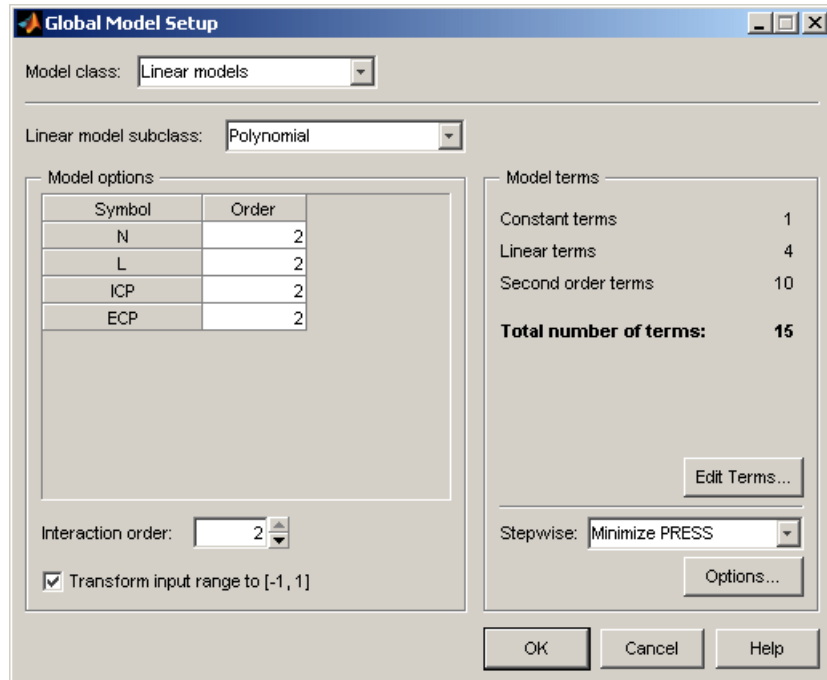 Global Model Setup
Model class: Linear models
Linear model subclass: Polynomial
Model options
Symbol Order
N 2
L 2
ICP 2
ECP 2
Interaction order: 2
Transform input range to [-1, 1]
Model terms
Constant terms 1
Linear terms 4
Second order terms 10
Total number of terms: 15
Edit Terms...
Stepwise: Minimize PRESS
Options...
OK Cancel Help